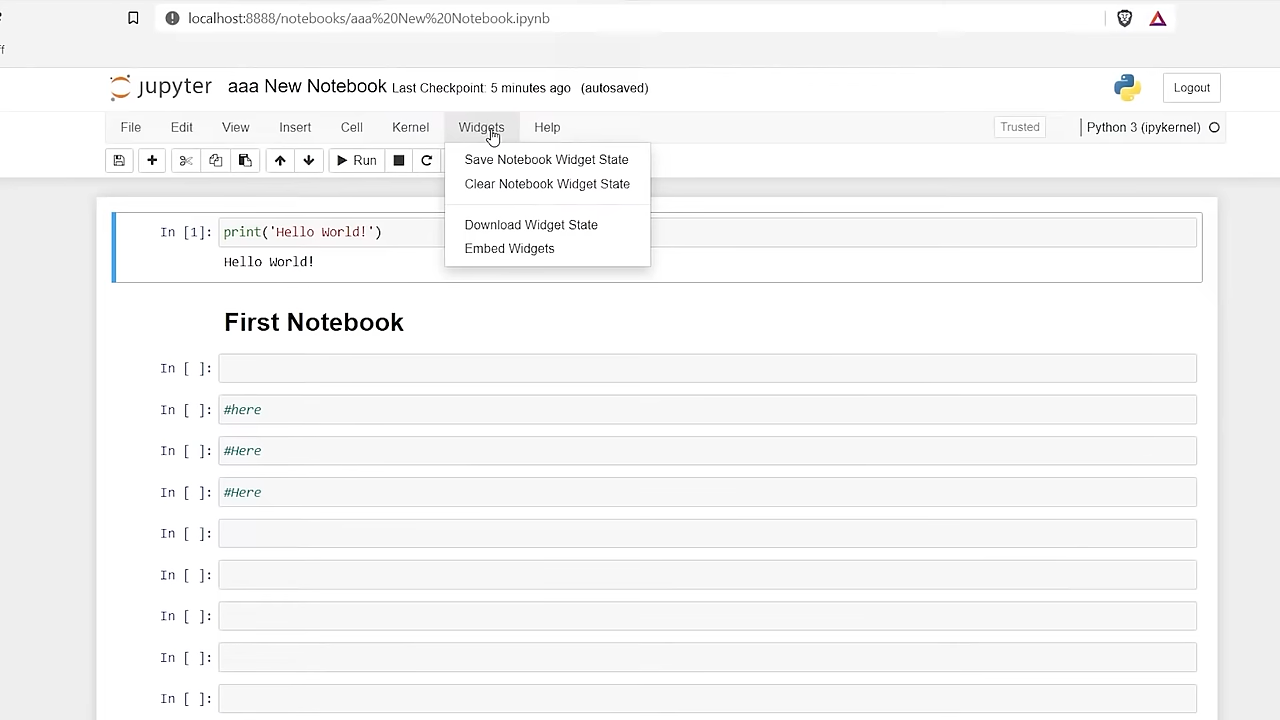 localhost:8888/notebooks/aaa%20New%20Notebook.ipynb
jupyter aaa New Notebook Last Checkpoint: 5 minutes ago (autosaved) Logout
File Edit View Insert Cell Kernel Widgets Help Trusted Python 3 (ipykernel)
Run
Save Notebook Widget State
Clear Notebook Widget State
Download Widget State
Embed Widgets
In [1]: print('Hello World!')
Hello World!
First Notebook
In [ ]:
In [ ]: #here
In [ ]: #Here
In [ ]: #Here
In [ ]:
In [ ]:
In [ ]:
In [ ]:
In [ ]: